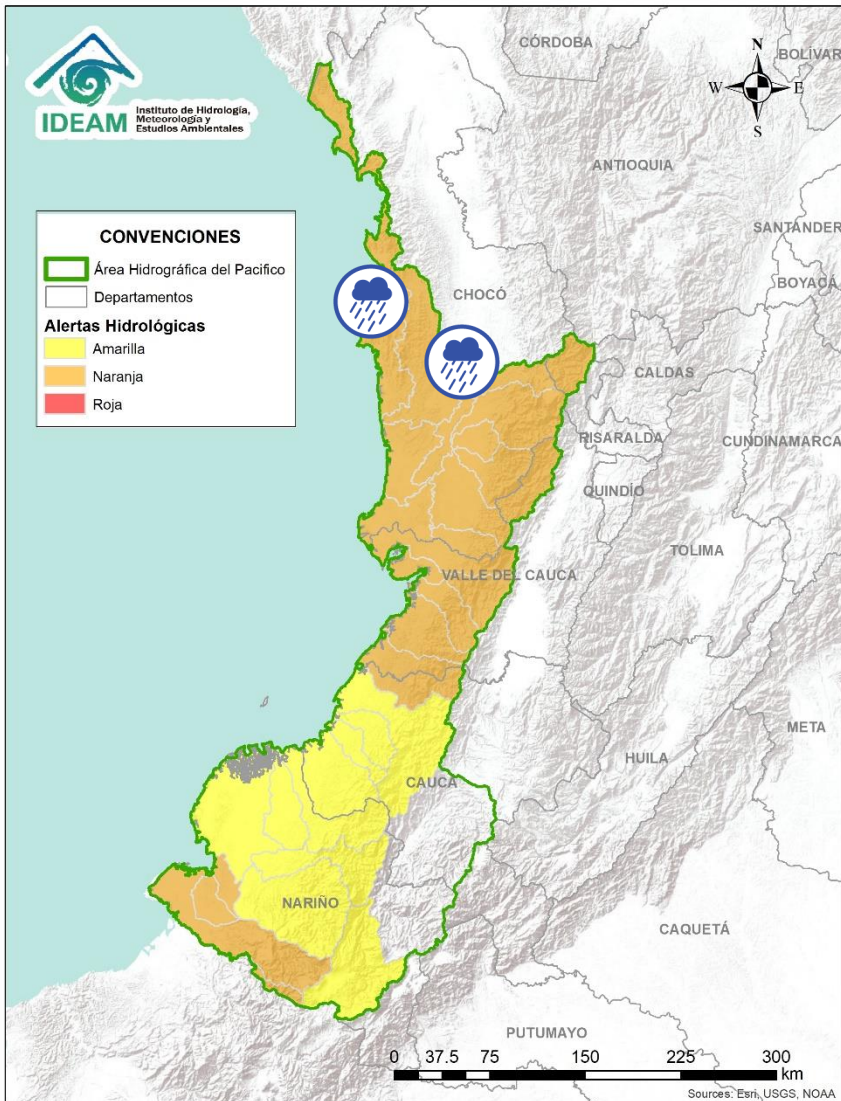 IDEAM
Instituto de Hidrología,
Meteorología y
Estudios Ambientales
N
W E
S
CÓRDOBA
BOLÍVAR
ANTIOQUIA
SANTANDER
BOYACÁ
CONVENCIONES
Área Hidrográfica del Pacifico
Departamentos
Alertas Hidrológicas
Amarilla
Naranja
Roja
CHOCÓ
CALDAS
RISARALDA
CUNDINAMARCA
QUINDÍO
TOLIMA
VALLE DEL CAUCA
META
HUILA
CAUCA
NARIÑO
CAQUETÁ
PUTUMAYO
0 37.5 75 150 225 300
km
Sources: Esri, USGS, NOAA